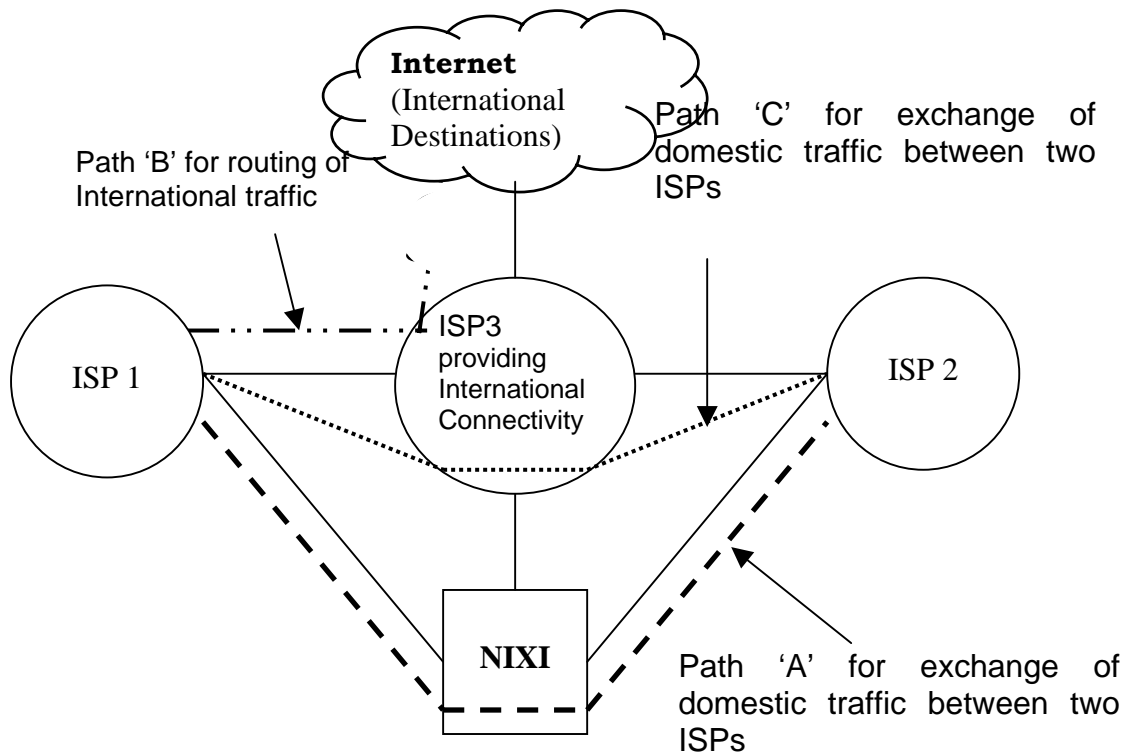 Internet
(International
Destinations)
Path ‘C’ for exchange of
domestic traffic between two
ISPs
Path ‘B’ for routing of
International traffic
ISP 1
ISP3
providing
International
Connectivity
ISP 2
NIXI
Path ‘A’ for exchange of
domestic traffic between two
ISPs